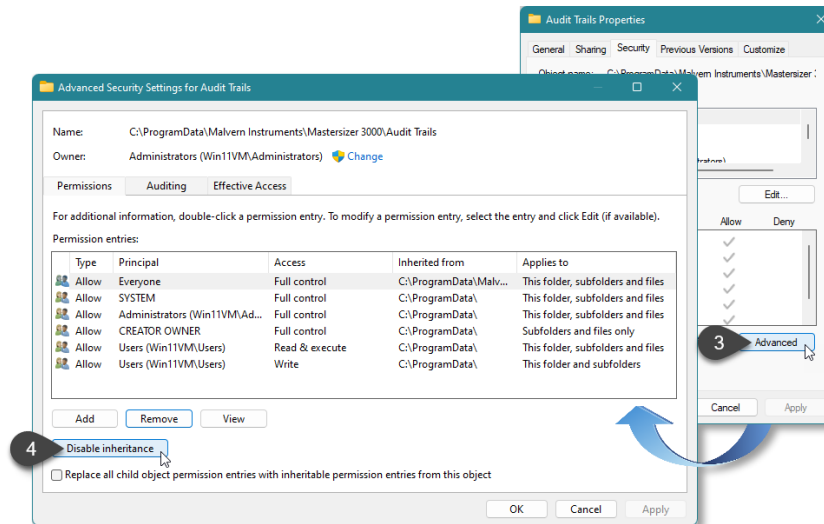 Audit Trails Properties
General Sharing Security Previous Versions Customize
Object name: C:\ProgramData\Malvern Instruments\Mastersizer
Edit...
Allow Deny
3 Advanced
Cancel Apply
Advanced Security Settings for Audit Trails
Name: C:\ProgramData\Malvern Instruments\Mastersizer 3000\Audit Trails
Owner: Administrators (Win11VM\Administrators) Change
Permissions Auditing Effective Access
For additional information, double-click a permission entry. To modify a permission entry, select the entry and click Edit (if available).
Permission entries:
Type Principal Access Inherited from Applies to
Allow Everyone Full control C:\ProgramData\Malv... This folder, subfolders and files
Allow SYSTEM Full control C:\ProgramData\ This folder, subfolders and files
Allow Administrators (Win11VM\Ad... Full control C:\ProgramData\ This folder, subfolders and files
Allow CREATOR OWNER Full control C:\ProgramData\ Subfolders and files only
Allow Users (Win11VM\Users) Read & execute C:\ProgramData\ This folder, subfolders and files
Allow Users (Win11VM\Users) Write C:\ProgramData\ This folder and subfolders
Add Remove View
4 Disable inheritance
Replace all child object permission entries with inheritable permission entries from this object
OK Cancel Apply